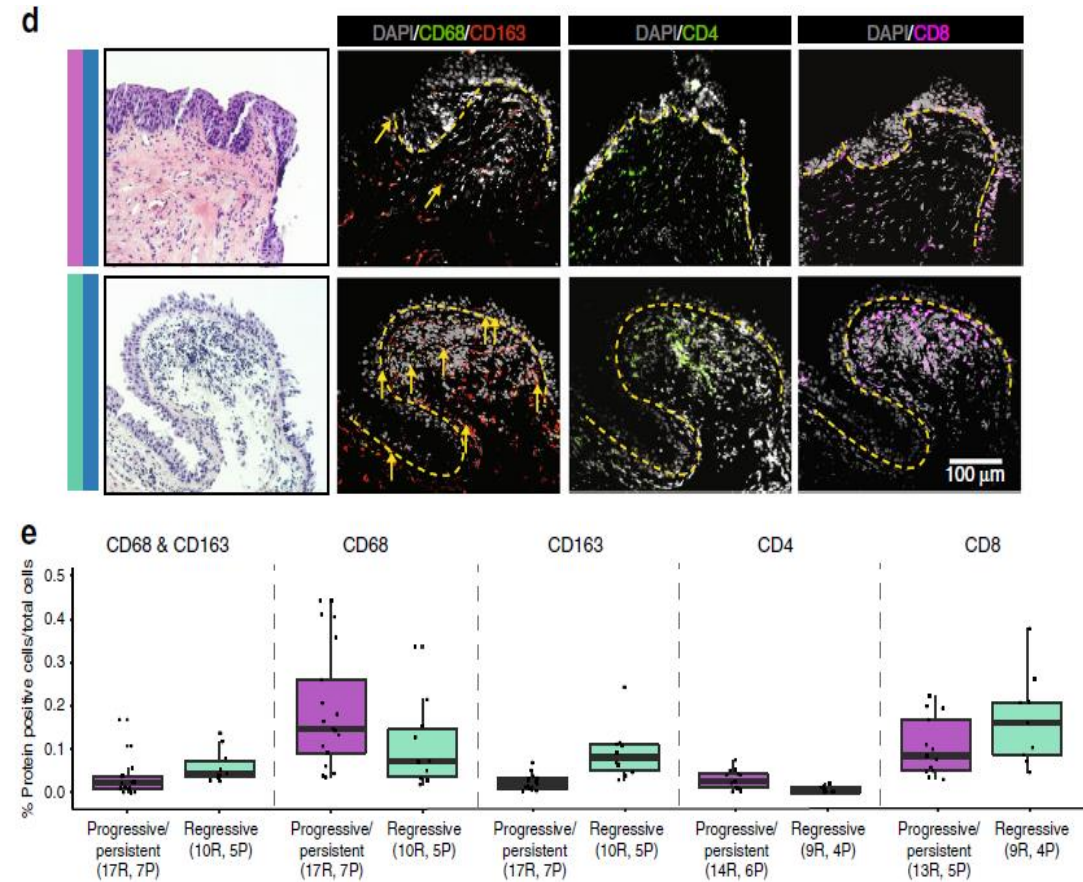 d
DAPI/CD68/CD163 DAPI/CD4 DAPI/CD8
100 µm
e
CD68 & CD163 CD68 CD163 CD4 CD8
% Protein positive cells/total cells
0.5
0.4
0.3
0.2
0.1
0.0
Progressive/ Regressive Progressive/ Regressive Progressive/ Regressive Progressive/ Regressive Progressive/ Regressive
persistent (10R, 5P) persistent (10R, 5P) persistent (10R, 5P) persistent (9R, 4P) persistent (9R, 4P)
(17R, 7P) (17R, 7P) (17R, 7P) (14R, 6P) (13R, 5P)